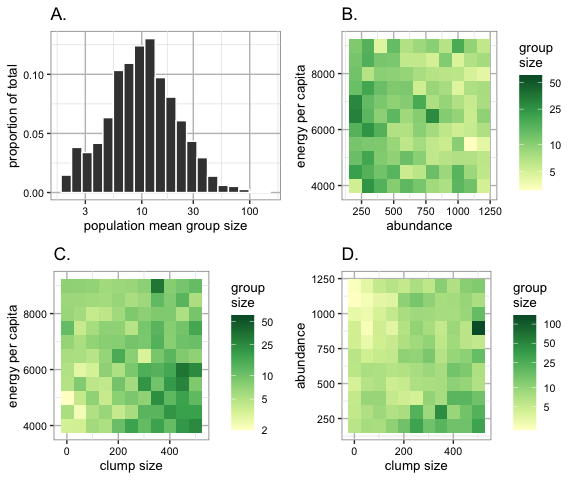 A.
proportion of total
0.10
0.05
0.00
3
10
30
100
population mean group size
B.
energy per capita
8000
6000
4000
250
500
750
1000
1250
abundance
group
size
50
25
10
5
C.
energy per capita
8000
6000
4000
0
200
400
clump size
group
size
50
25
10
5
2
D.
abundance
1250
1000
750
500
250
0
200
400
clump size
group
size
100
50
25
10
5